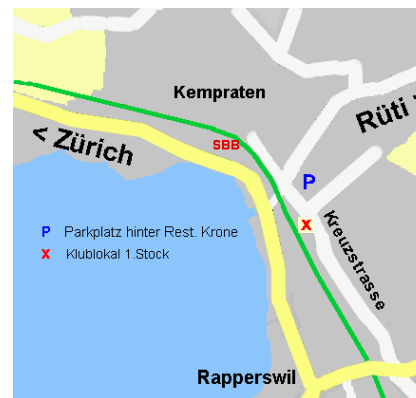 Kempraten
Rüti
< Zürich
SBB
P
P Parkplatz hinter Rest. Krone
x
x Klublokal 1.Stock
Kreuzstrasse
Rapperswil